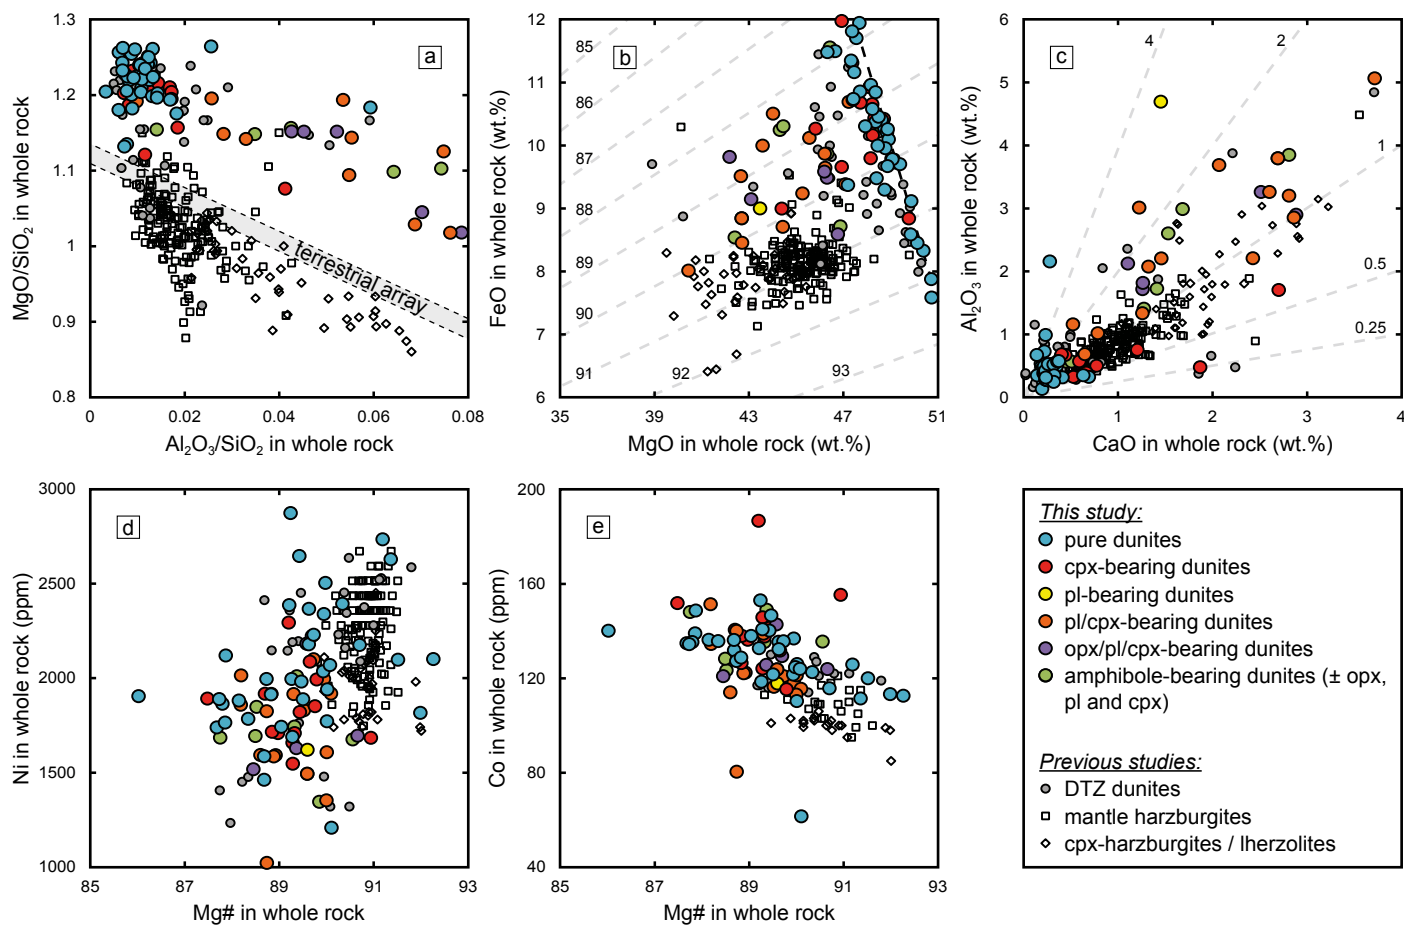 1.3
1.2
1.1
1.0
0.9
0.8
0
0.02
0.04
0.06
0.08
a
terrestrial array
MgO/SiO₂ in whole rock
Al₂O₃/SiO₂ in whole rock
12
11
10
9
8
7
6
35
39
43
47
51
b
85
86
87
88
89
90
91
92
93
FeO in whole rock (wt.%)
MgO in whole rock (wt.%)
6
5
4
3
2
1
0
0
1
2
3
4
c
4
2
1
0.5
0.25
Al₂O₃ in whole rock (wt.%)
CaO in whole rock (wt.%)
3000
2500
2000
1500
1000
85
87
89
91
93
d
Ni in whole rock (ppm)
Mg# in whole rock
200
160
120
80
40
85
87
89
91
93
e
Co in whole rock (ppm)
Mg# in whole rock
This study:
pure dunites
cpx-bearing dunites
pl-bearing dunites
pl/cpx-bearing dunites
opx/pl/cpx-bearing dunites
amphibole-bearing dunites (± opx,
pl and cpx)
Previous studies:
DTZ dunites
mantle harzburgites
cpx-harzburgites / lherzolites